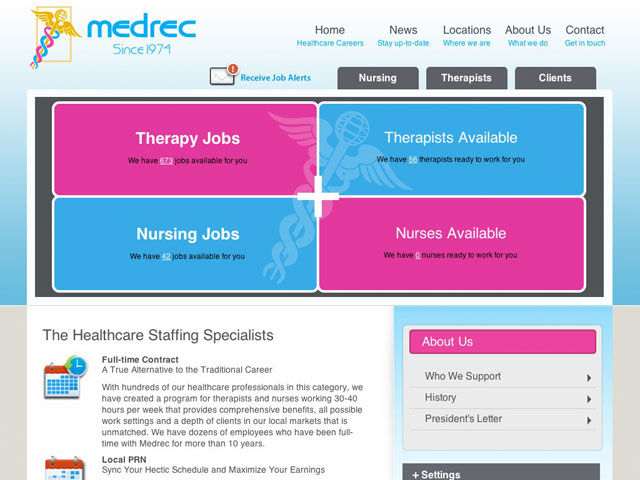 medrec
Since 1974
Home News Locations About Us Contact
Healthcare Careers Stay up-to-date Where we are What we do Get in touch
Receive Job Alerts
Nursing Therapists Clients
Therapy Jobs
We have 673 jobs available for you
Therapists Available
We have 56 therapists ready to work for you
Nursing Jobs
We have 42 jobs available for you
Nurses Available
We have 0 nurses ready to work for you
The Healthcare Staffing Specialists
Full-time Contract
A True Alternative to the Traditional Career
With hundreds of our healthcare professionals in this category, we
have created a program for therapists and nurses working 30-40
hours per week that provides comprehensive benefits, all possible
work settings and a depth of clients in our local markets that is
unmatched. We have dozens of employees who have been full-
time with Medrec for more than 10 years.
Local PRN
Sync Your Hectic Schedule and Maximize Your Earnings
About Us
Who We Support
History
President's Letter
+ Settings